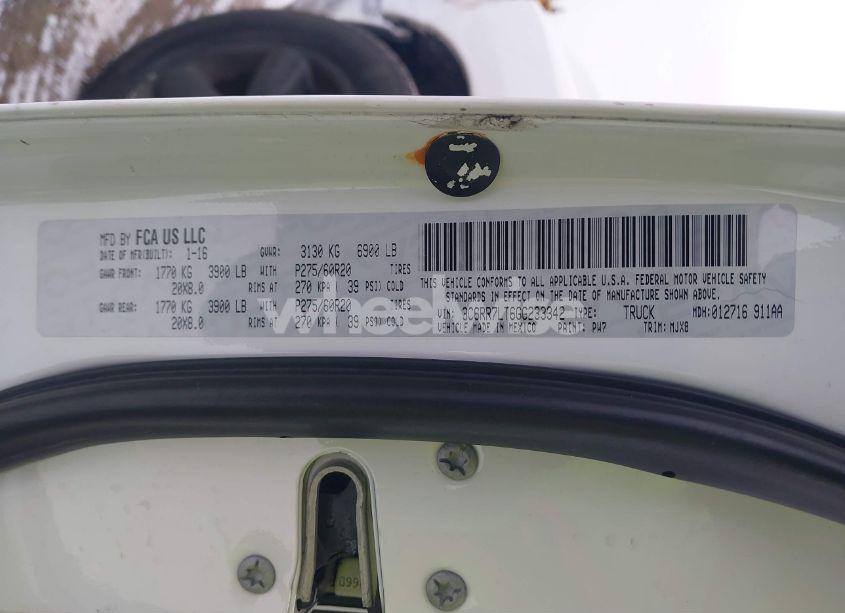 MFD BY FCA US LLC
DATE OF MFR(BUILT): 1-16 GVWR: 3130 KG 6900 LB
GAWR FRONT: 1770 KG 3900 LB WITH P275/60R20 TIRES
20X8.0 RIMS AT 270 KPA( 39 PSI) COLD
GAWR REAR: 1770 KG 3900 LB WITH P275/60R20 TIRES
20X8.0 RIMS AT 270 KPA( 39 PSI) COLD
THIS VEHICLE CONFORMS TO ALL APPLICABLE U.S.A. FEDERAL MOTOR VEHICLE SAFETY
STANDARDS IN EFFECT ON THE DATE OF MANUFACTURE SHOWN ABOVE.
VIN: 3C6RR7LT6GG233342 TYPE: TRUCK MDH:012716 911AA
VEHICLE MADE IN MEXICO PAINT: PW7 TRIM: MJX8